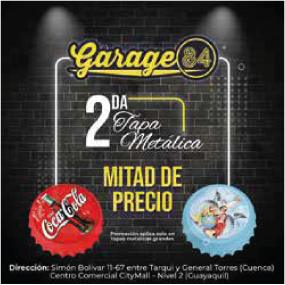 Garage 84
2DA
Tapa
Metálica
MITAD DE
PRECIO
Coca-Cola
Promoción aplica solo en
tapas metálicas grandes
Dirección: Simón Bolívar 11-67 entre Tarqui y General Torres (Cuenca)
Centro Comercial CityMall - Nivel 2 (Guayaquil)